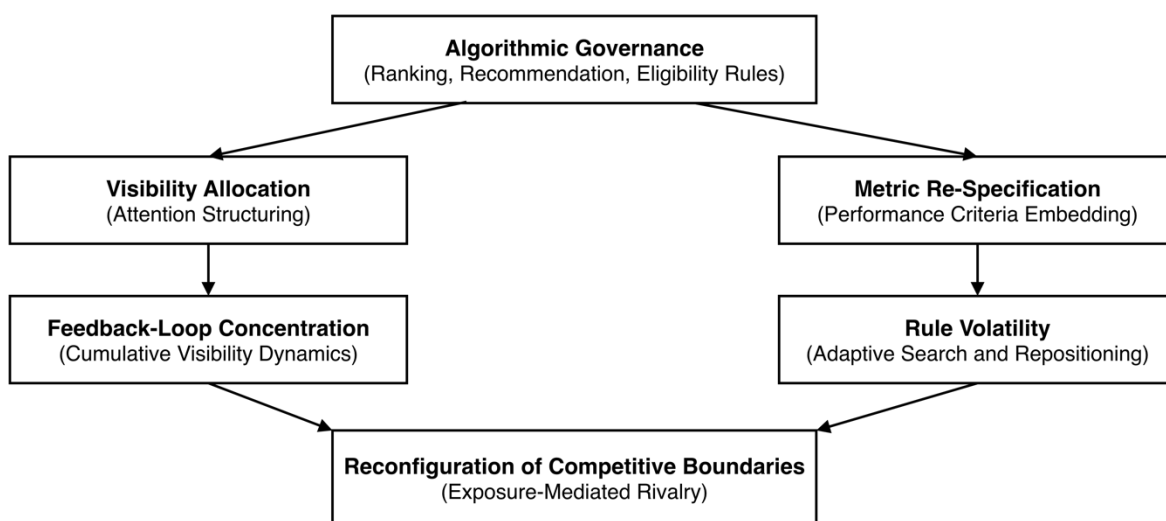 Algorithmic Governance
(Ranking, Recommendation, Eligibility Rules)
Visibility Allocation
(Attention Structuring)
Metric Re-Specification
(Performance Criteria Embedding)
Feedback-Loop Concentration
(Cumulative Visibility Dynamics)
Rule Volatility
(Adaptive Search and Repositioning)
Reconfiguration of Competitive Boundaries
(Exposure-Mediated Rivalry)